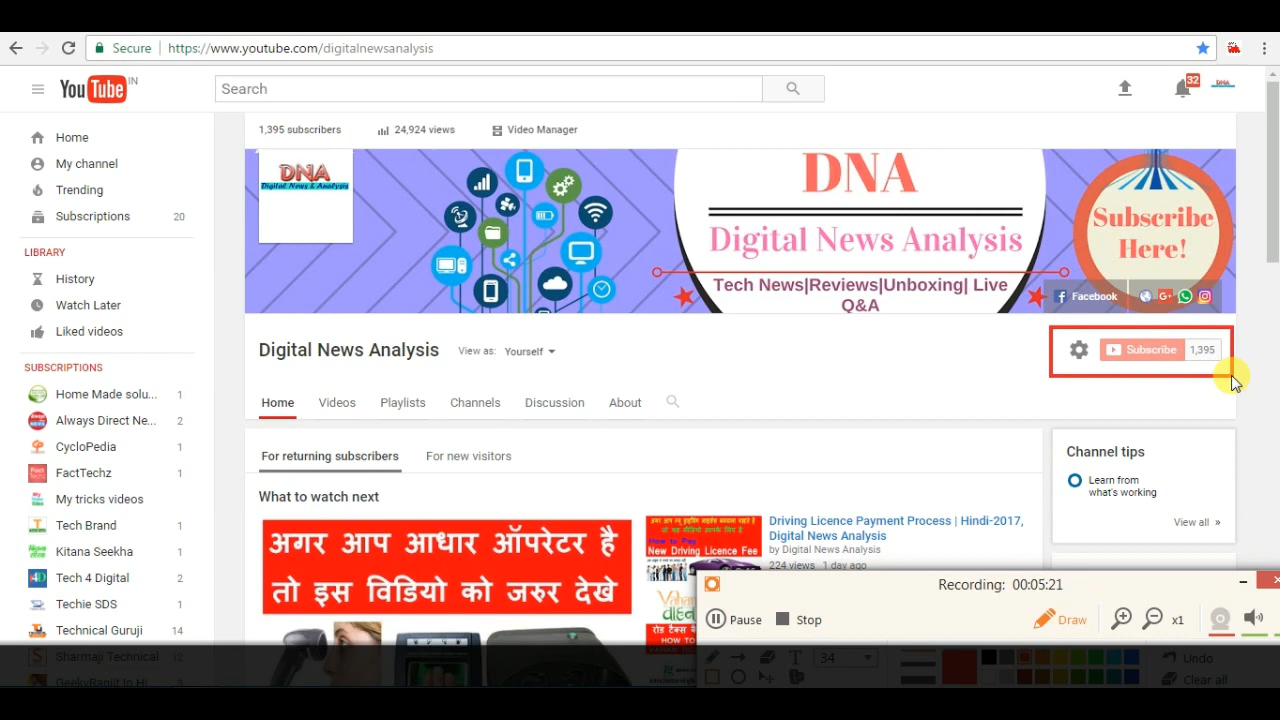 Secure https://www.youtube.com/digitalnewsanalysis
YouTube IN
Search
32
DNA
Home
My channel
Trending
Subscriptions 20
LIBRARY
History
Watch Later
Liked videos
SUBSCRIPTIONS
Home Made solu... 1
Always Direct Ne... 2
CycloPedia 1
FactTechz 1
My tricks videos
Tech Brand 1
Kitana Seekha 1
Tech 4 Digital 2
Techie SDS 1
Technical Guruji 14
Sharmaji Technical 12
GeekyRanjit In Hi...
1,395 subscribers 24,924 views Video Manager
DNA
Digital News & Analysis
DNA
Digital News Analysis
Tech News|Reviews|Unboxing| Live
Q&A
Subscribe
Here!
Facebook
Digital News Analysis View as: Yourself
Subscribe 1,395
Home Videos Playlists Channels Discussion About
For returning subscribers For new visitors
What to watch next
अगर आप आधार ऑपरेटर है
तो इस विडियो को जरुर देखे
New Driving Licence Fee
Driving Licence Payment Process | Hindi-2017,
Digital News Analysis
by Digital News Analysis
224 views 1 day ago
Channel tips
Learn from
what's working
View all »
Recording: 00:05:21
Pause Stop Draw x1
T 34 Undo
Clear all